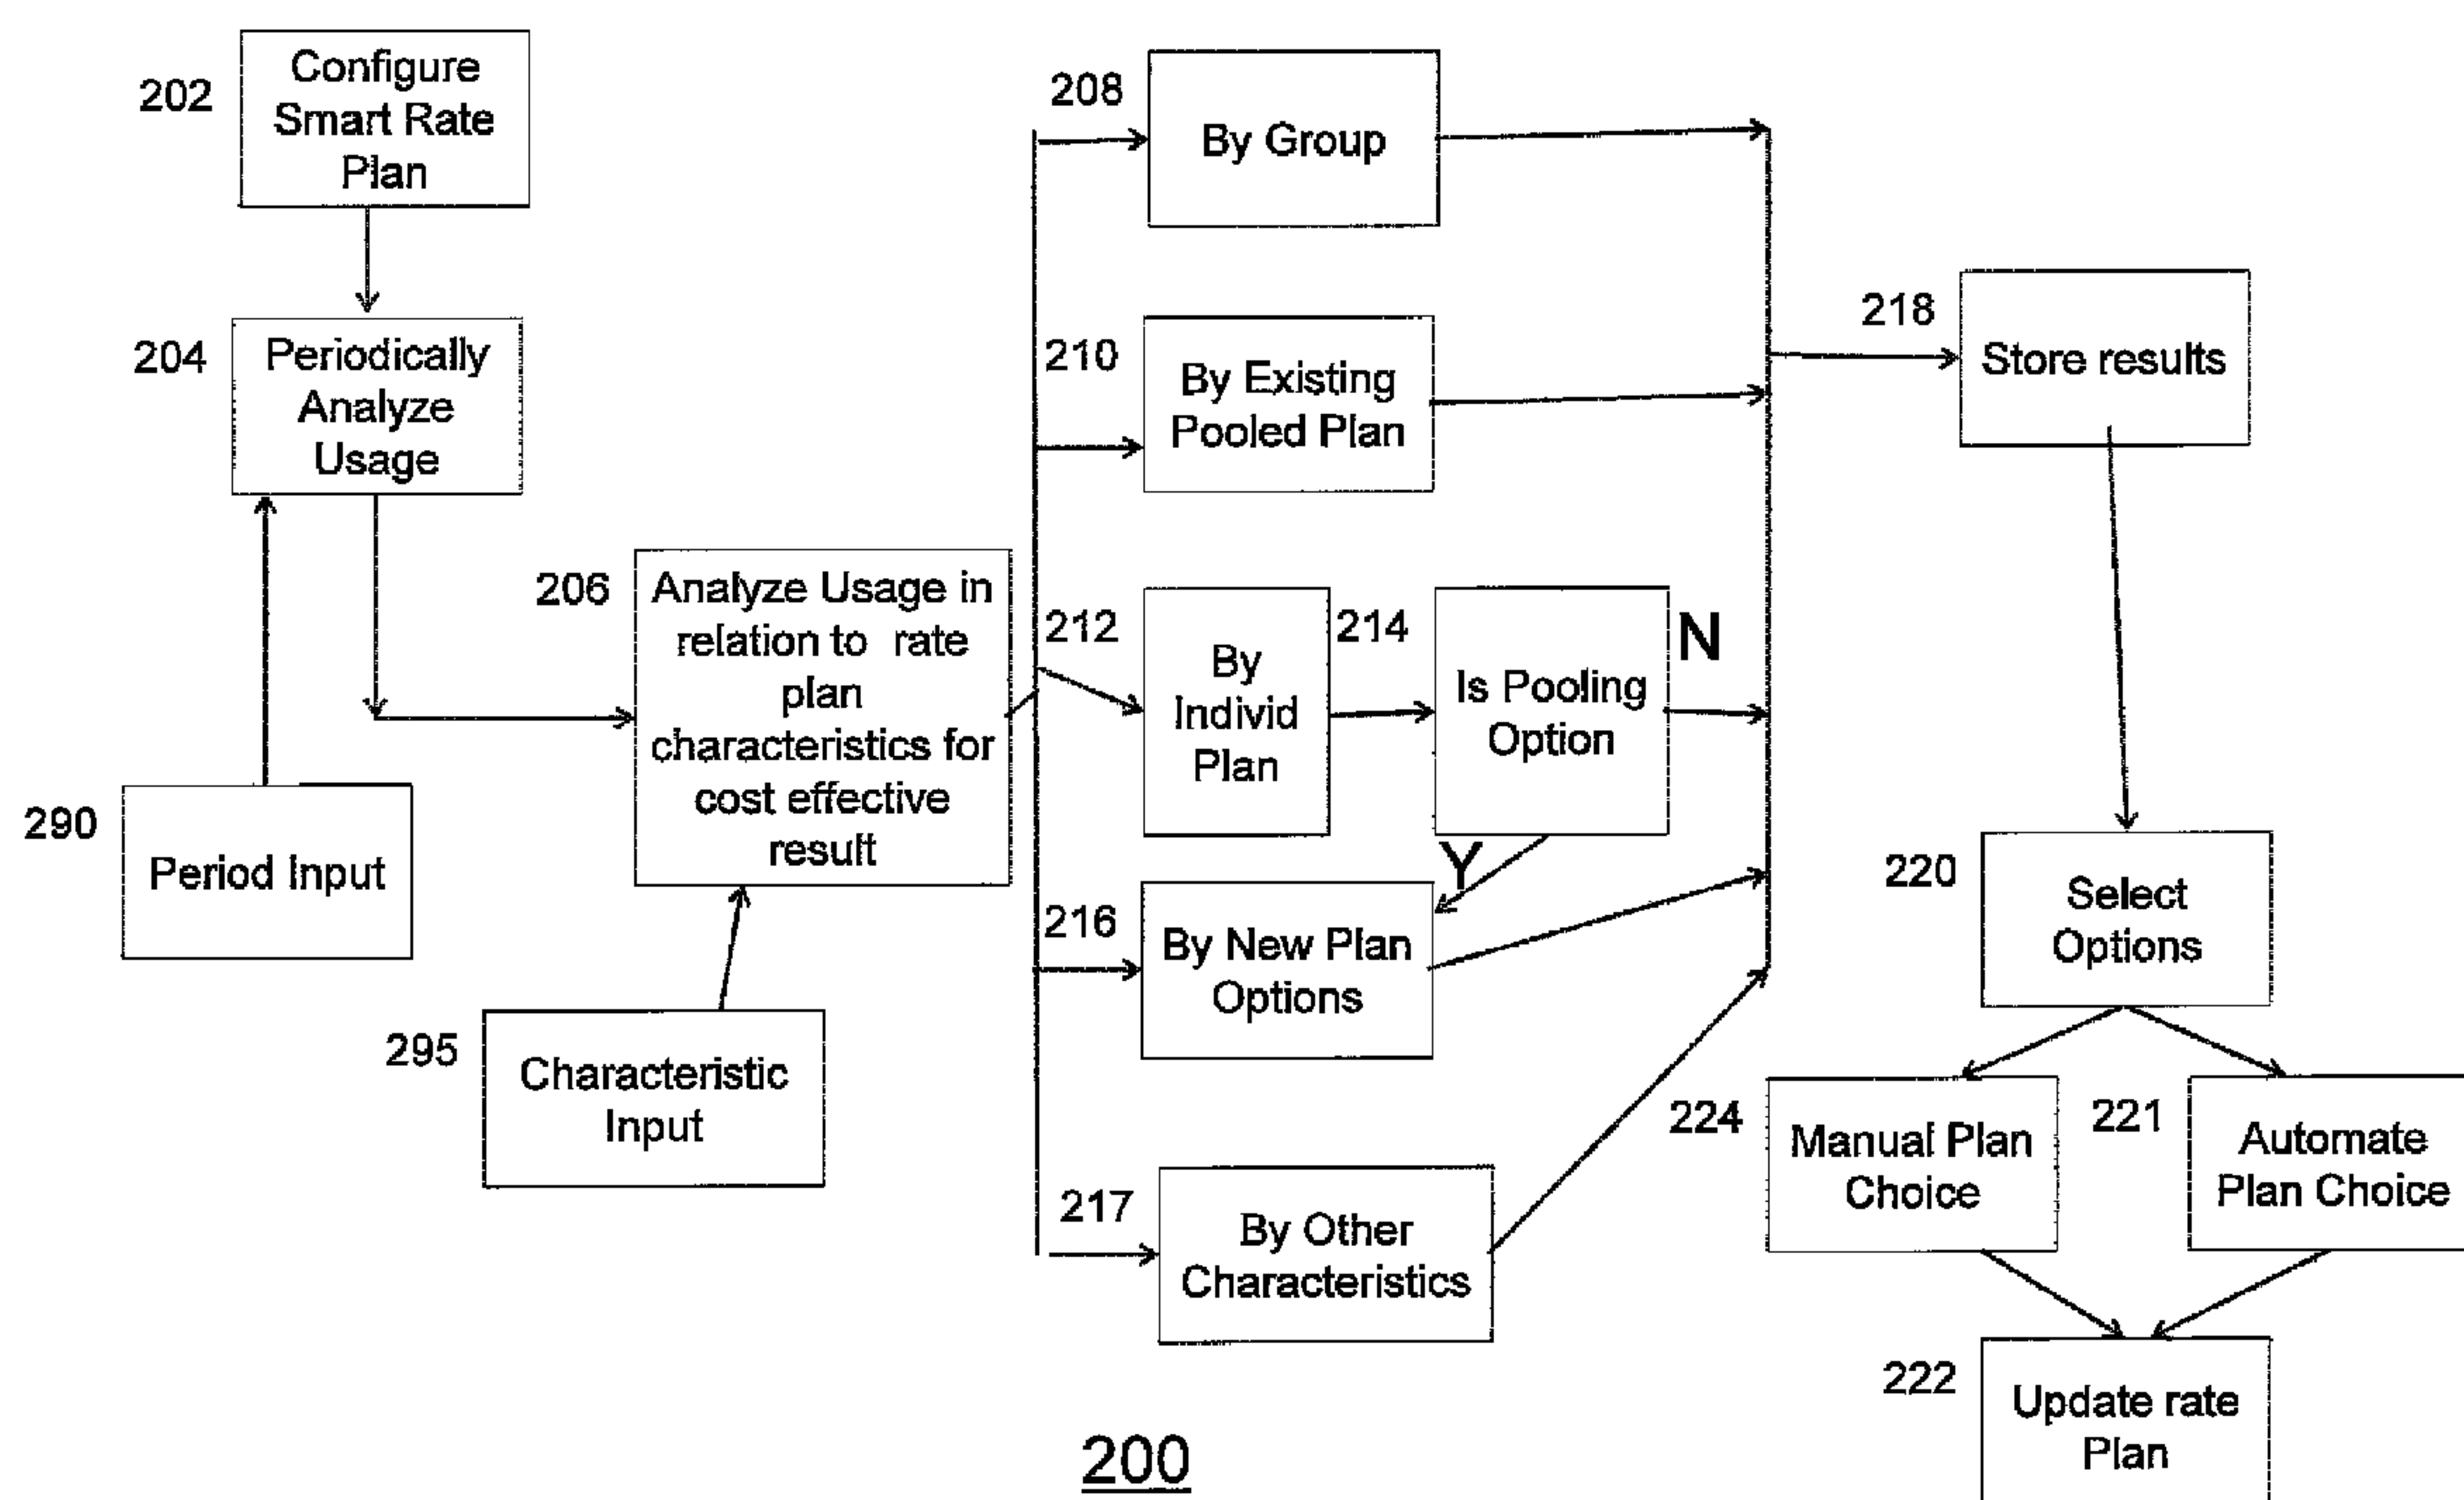 202
Configure
Smart Rate
Plan
204
Periodically
Analyze
Usage
290
Period Input
206
Analyze Usage in
relation to rate
plan
characteristics for
cost effective
result
295
Characteristic
Input
208
By Group
210
By Existing
Pooled Plan
212
By
Individ
Plan
214
Is Pooling
Option
N
Y
216
By New Plan
Options
217
By Other
Characteristics
218
Store results
220
Select
Options
224
Manual Plan
Choice
221
Automate
Plan Choice
222
Update rate
Plan
200